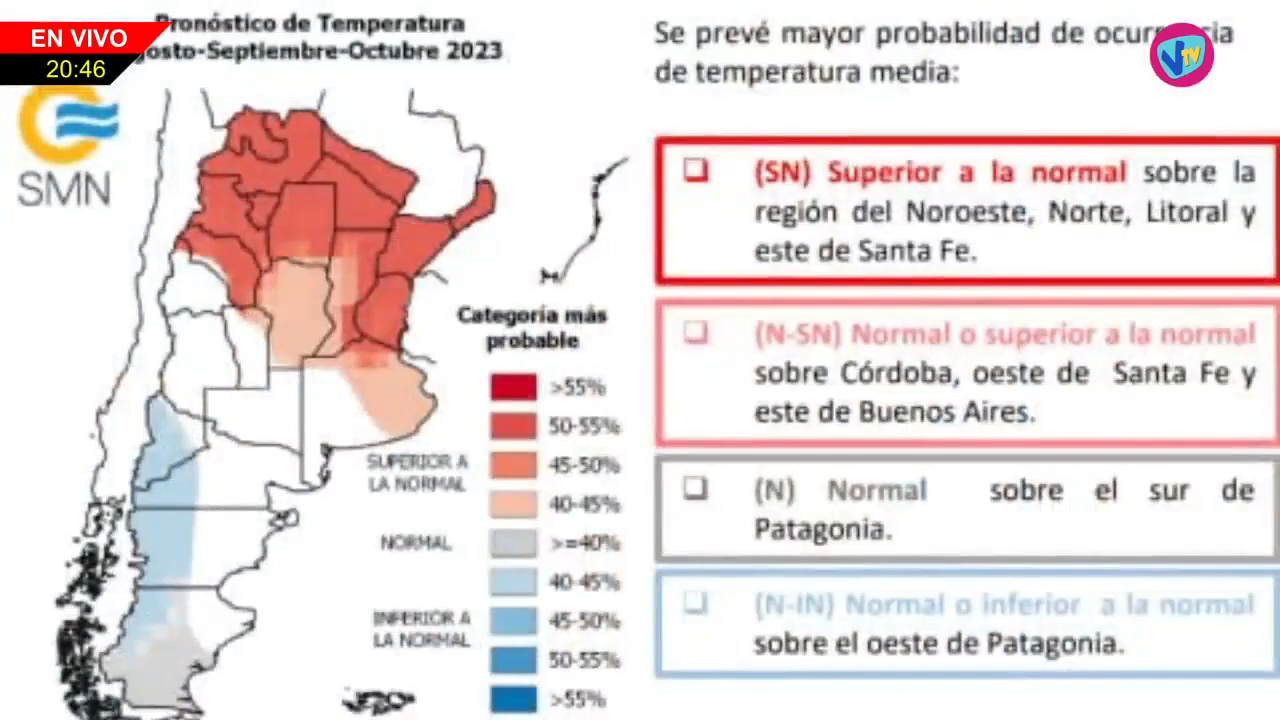 EN VIVO
20:46
Pronóstico de Temperatura
Agosto-Septiembre-Octubre 2023
SMN
Categoría más
probable
>55%
50-55%
45-50%
40-45%
SUPERIOR A
LA NORMAL
NORMAL
>=40%
40-45%
45-50%
50-55%
>55%
INFERIOR A
LA NORMAL
Se prevé mayor probabilidad de ocurrencia
de temperatura media:
VTV
(SN) Superior a la normal sobre la
región del Noroeste, Norte, Litoral y
este de Santa Fe.
(N-SN) Normal o superior a la normal
sobre Córdoba, oeste de Santa Fe y
este de Buenos Aires.
(N) Normal sobre el sur de
Patagonia.
(N-IN) Normal o inferior a la normal
sobre el oeste de Patagonia.